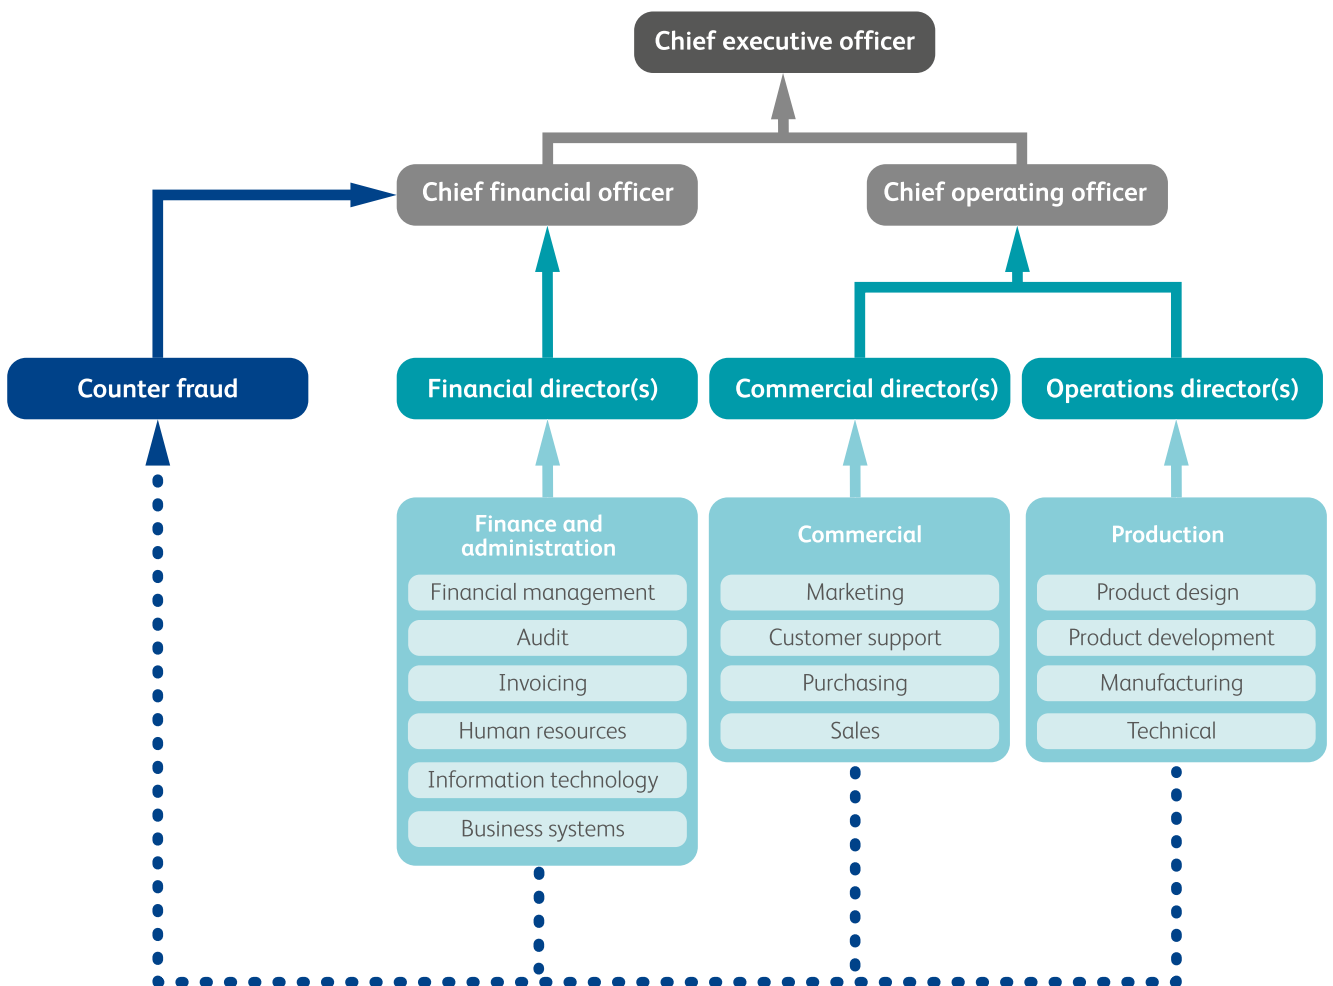 Chief executive officer
Chief financial officer
Chief operating officer
Counter fraud
Financial director(s)
Commercial director(s)
Operations director(s)
Finance and
administration
Financial management
Audit
Invoicing
Human resources
Information technology
Business systems
Commercial
Marketing
Customer support
Purchasing
Sales
Production
Product design
Product development
Manufacturing
Technical